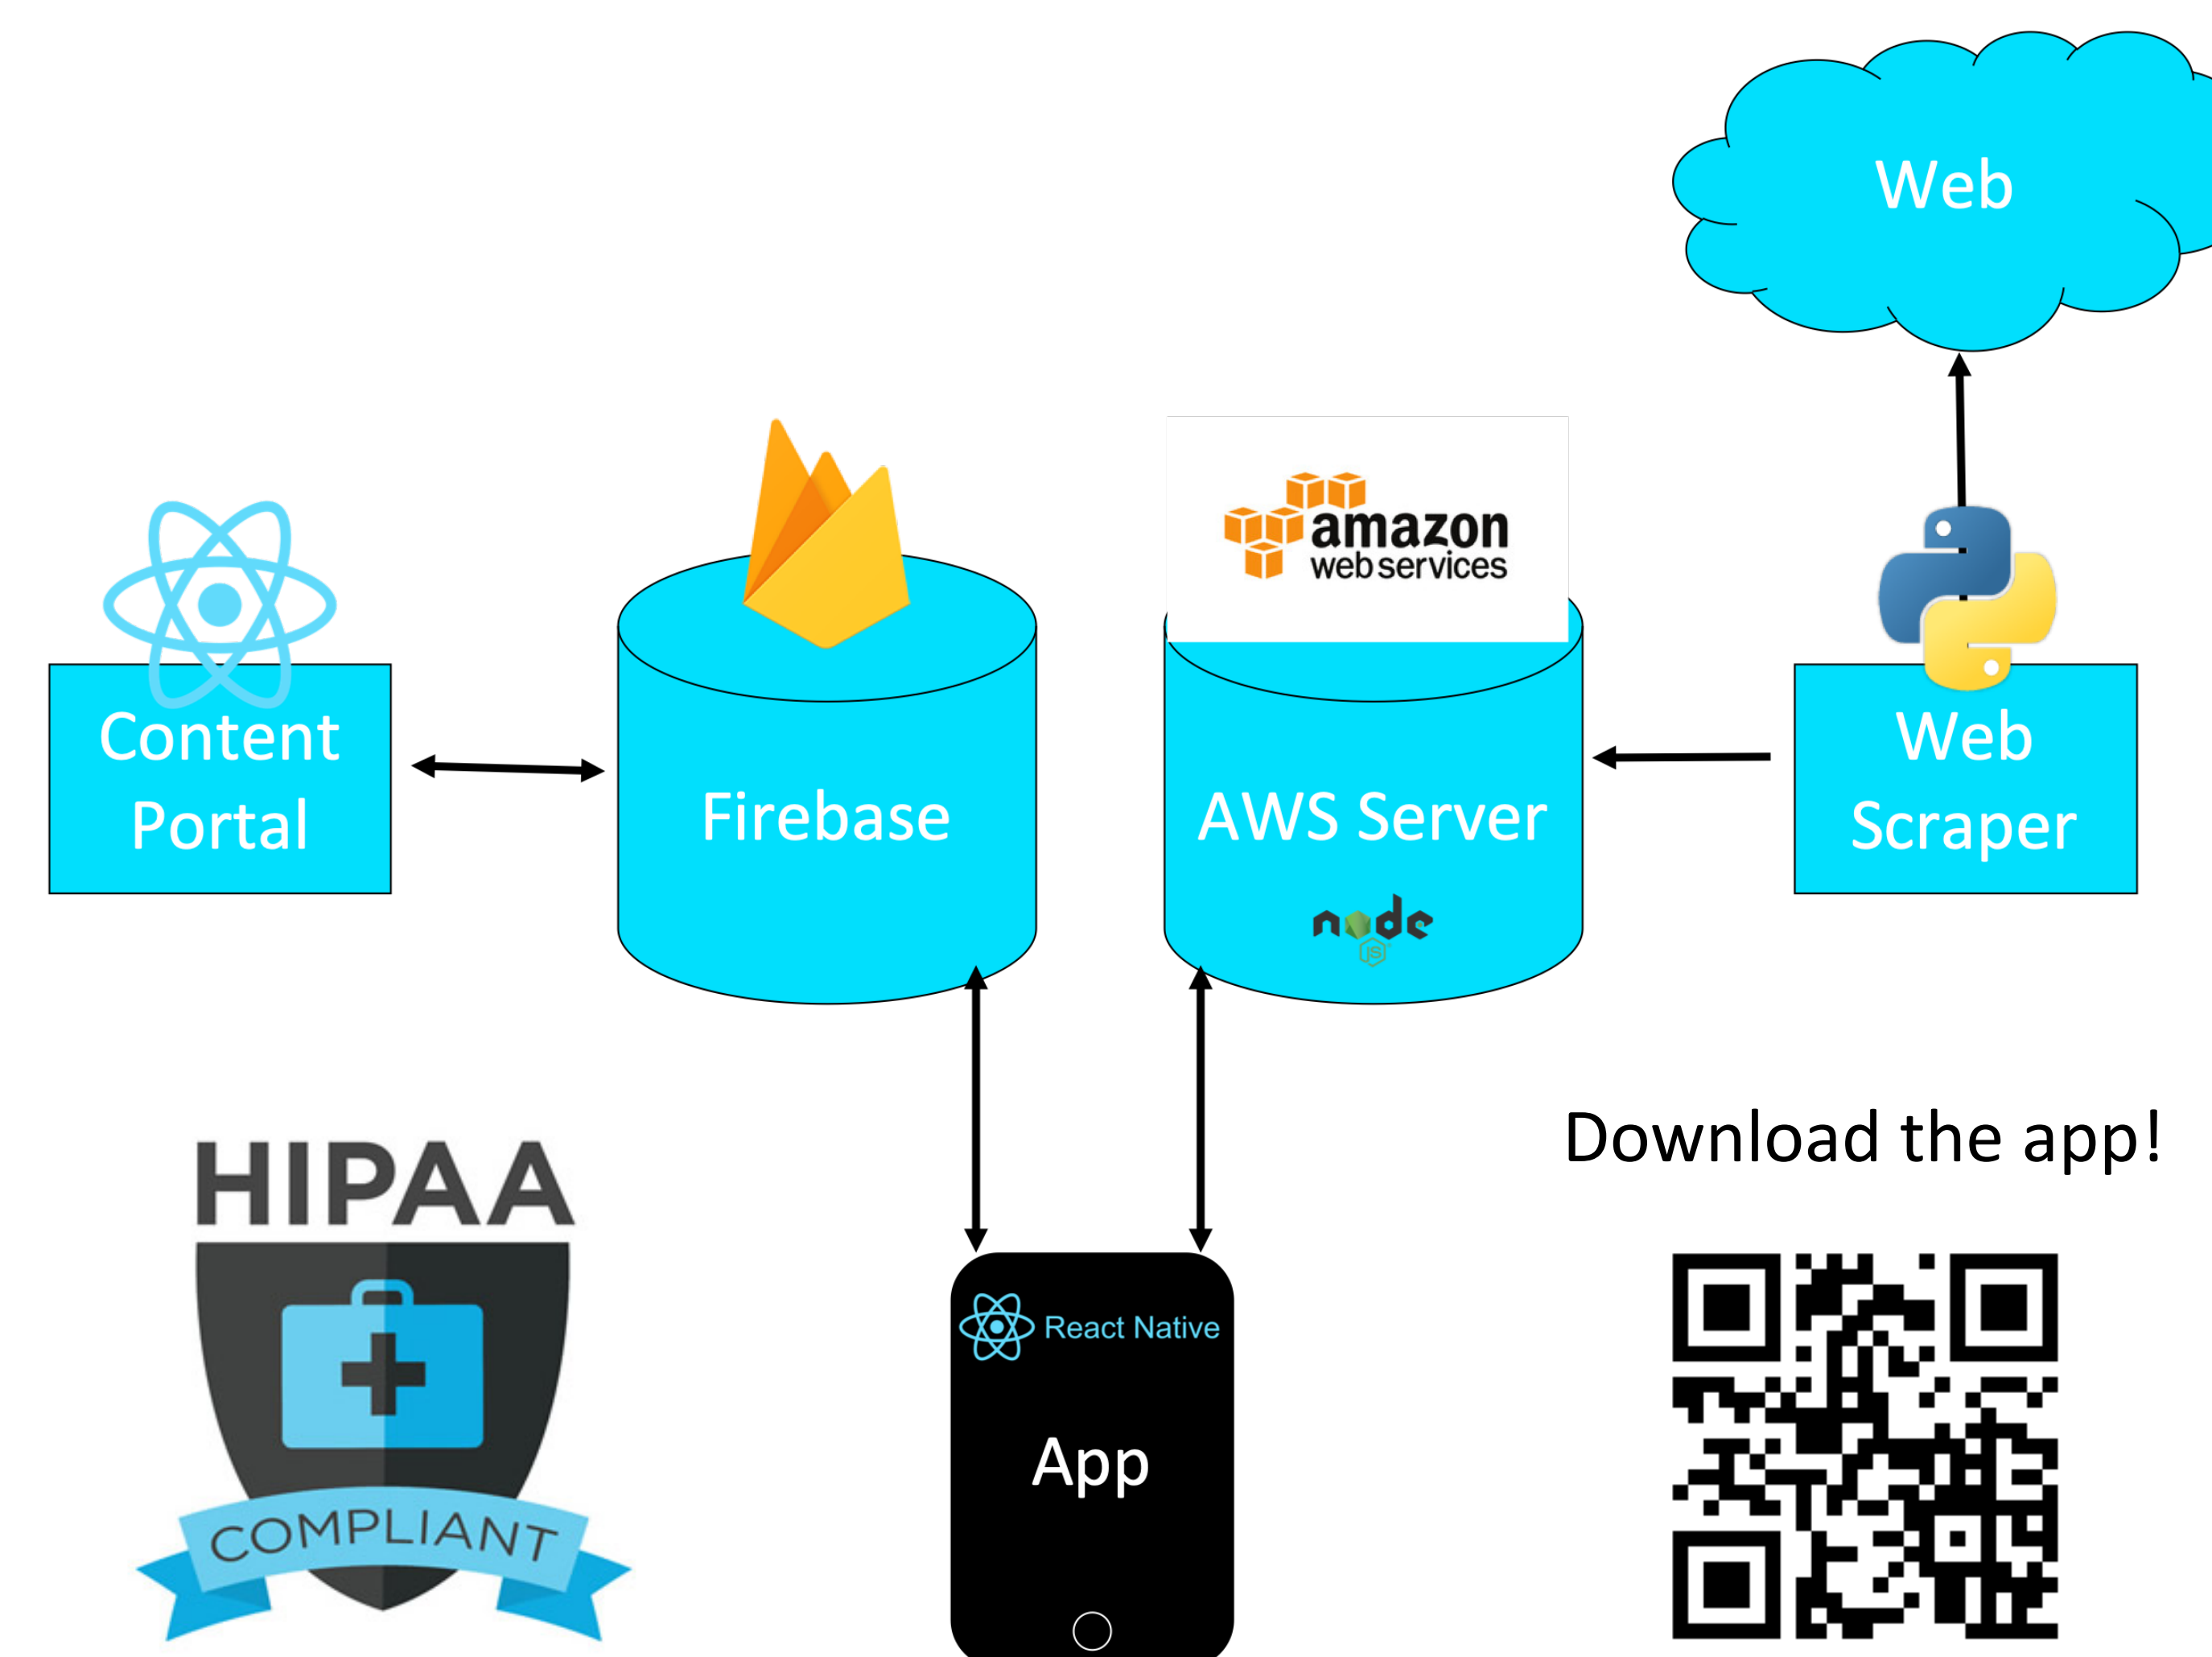 Web
amazon
web services
Content
Portal
Firebase
AWS Server
node
JS
Web
Scraper
Download the app!
HIPAA
COMPLIANT
React Native
App